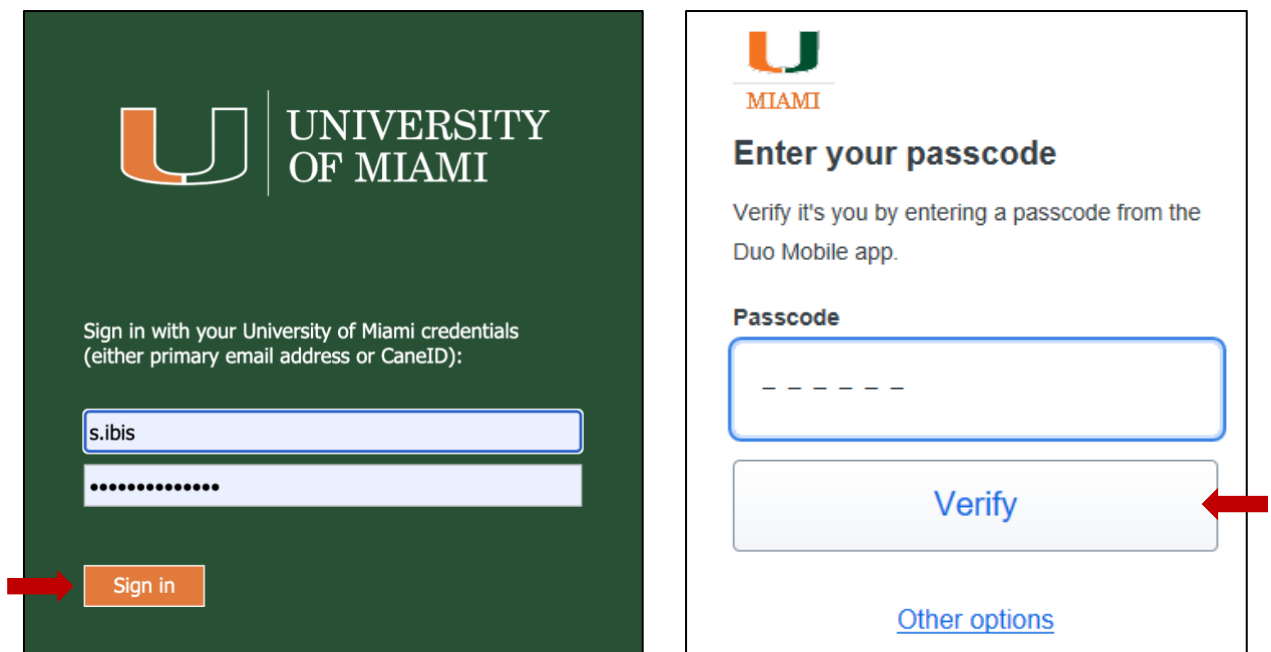 UNIVERSITY
OF MIAMI
Sign in with your University of Miami credentials
(either primary email address or CaneID):
s.ibis
••••••••••••••
Sign in
MIAMI
Enter your passcode
Verify it's you by entering a passcode from the
Duo Mobile app.
Passcode
_ _ _ _ _ _
Verify
Other options